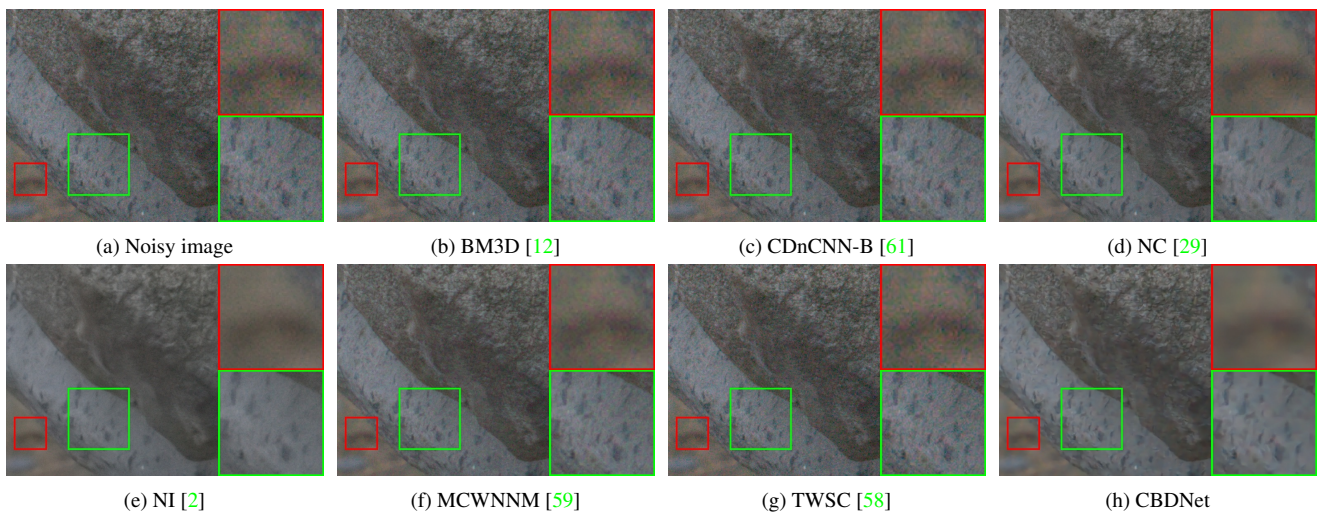 (a) Noisy image
(b) BM3D [12]
(c) CDnCNN-B [61]
(d) NC [29]
(e) NI [2]
(f) MCWNNM [59]
(g) TWSC [58]
(h) CBDNet